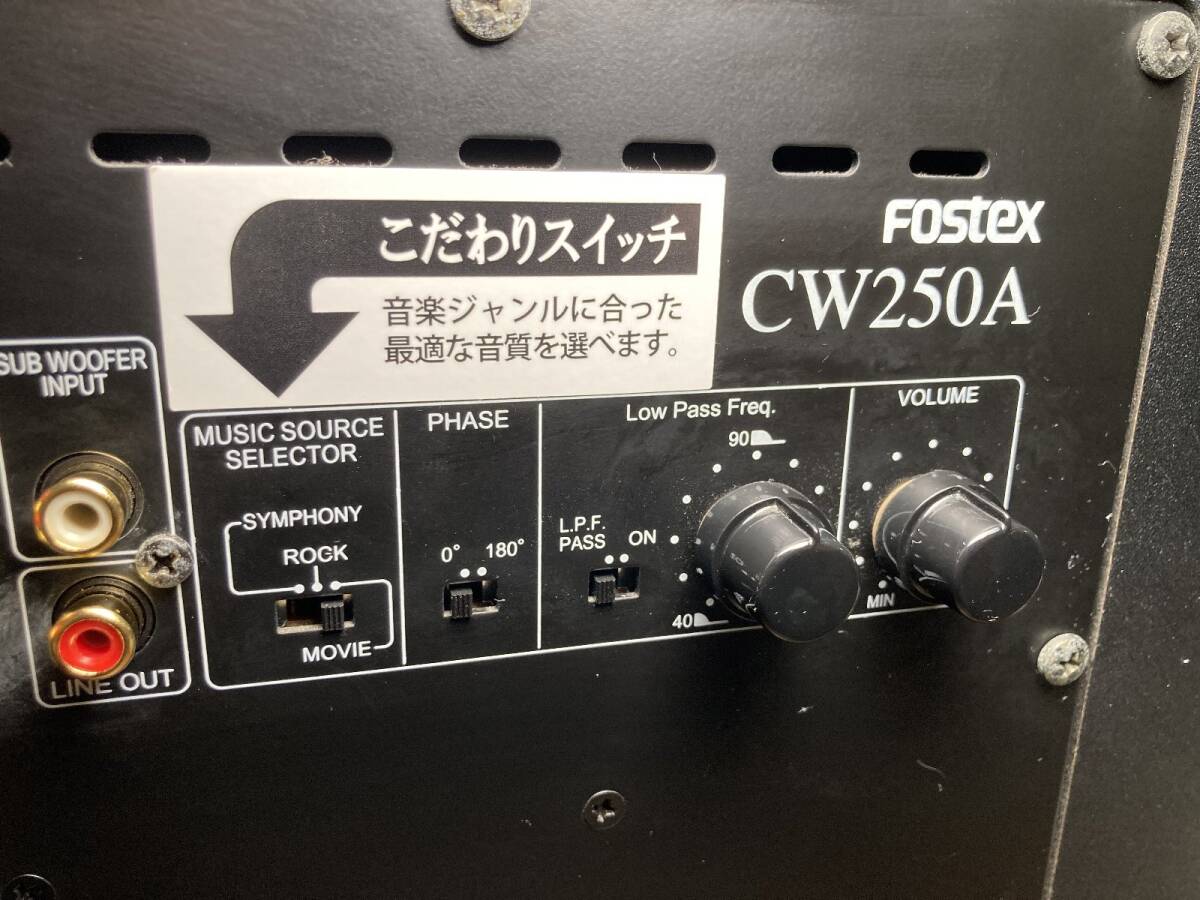 こだわりスイッチ
音楽ジャンルに合った
最適な音質を選べます。
FOSTEX
CW250A
SUB WOOFER
INPUT
LINE OUT
MUSIC SOURCE
SELECTOR
SYMPHONY
ROCK
MOVIE
PHASE
0° 180°
Low Pass Freq.
90
L.P.F.
PASS ON
40
VOLUME
MIN